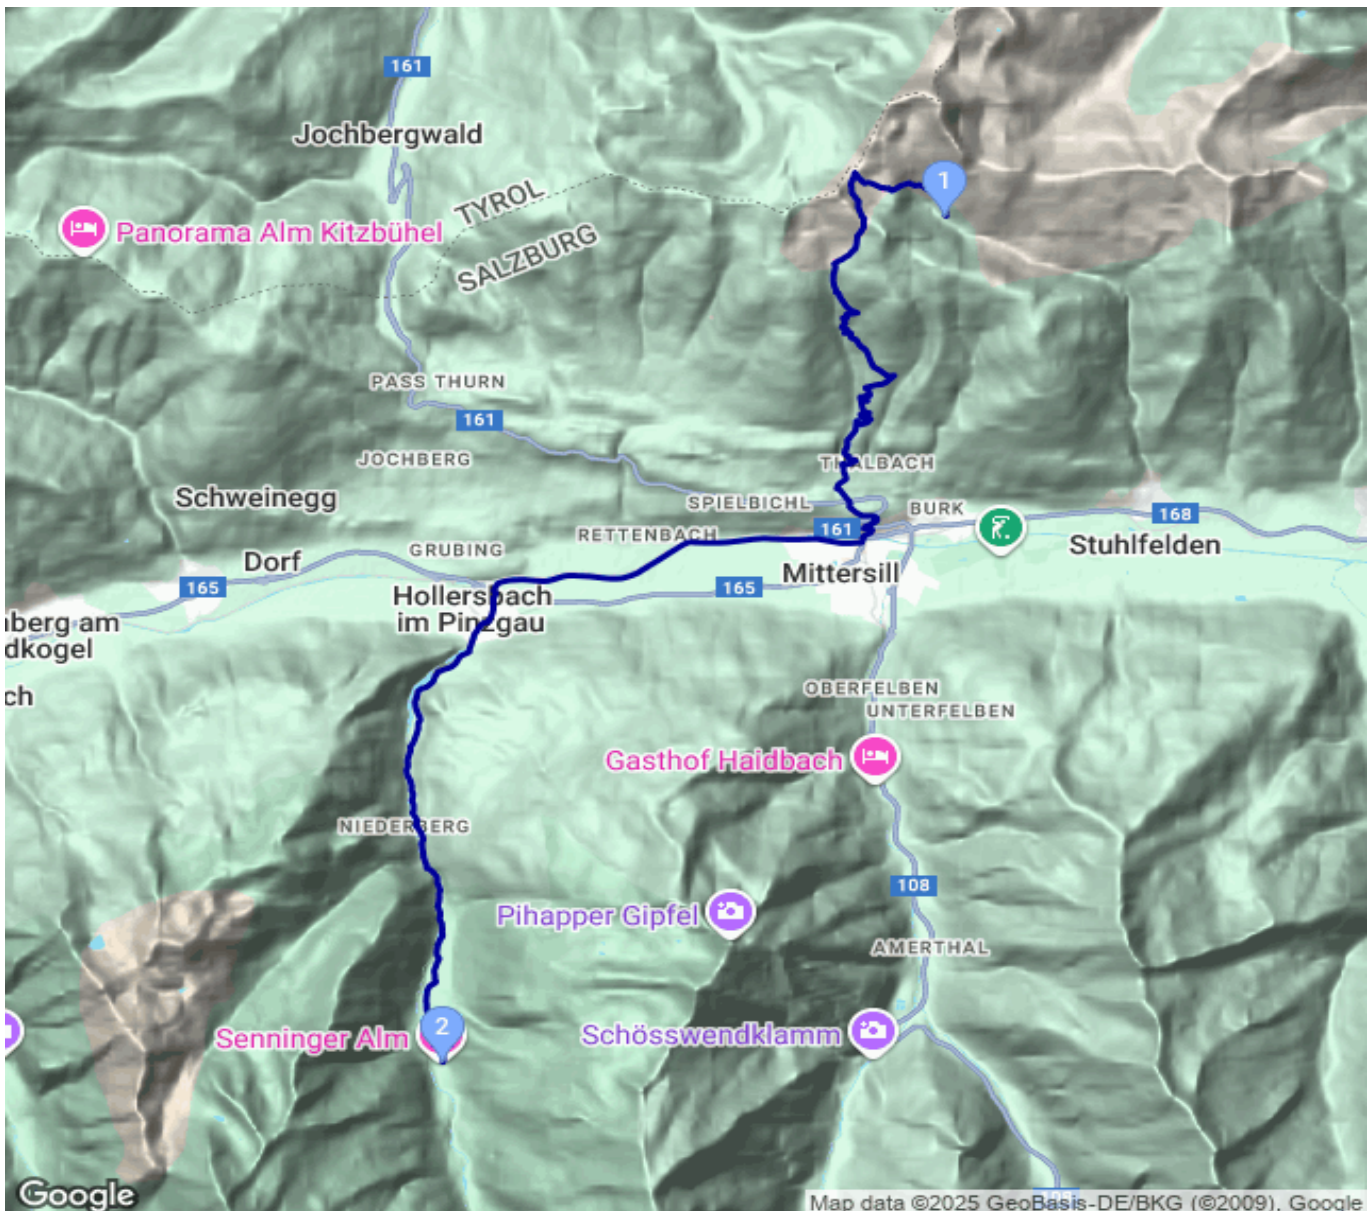 161
Jochbergwald
1
TYROL
SALZBURG
Panorama Alm Kitzbühel
PASS THURN
161
JOCHBERG
THALBACH
Schweinegg
SPIELBICHL
BURK
168
RETTENBACH
161
GRUBING
Stuhlfelden
Dorf
Mittersill
165
165
Hollersbach
im Pinzgau
berg am
dkogel
ch
OBERFELBEN
UNTERFELBEN
Gasthof Haidbach
NIEDERBERG
108
Pihapper Gipfel
AMERTHAL
2
Senninger Alm
Schösswendklamm
Google
Map data ©2025 GeoBasis-DE/BKG (©2009), Google